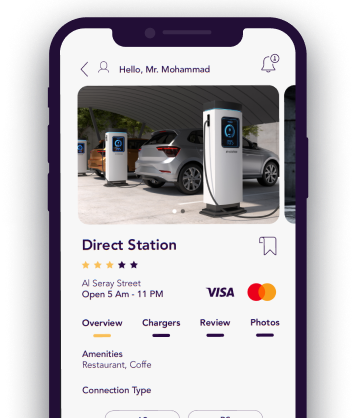 Hello, Mr. Mohammad
1
Direct Station
Al Seray Street
Open 5 Am - 11 PM
VISA
Overview Chargers Review Photos
Amenities
Restaurant, Coffe
Connection Type